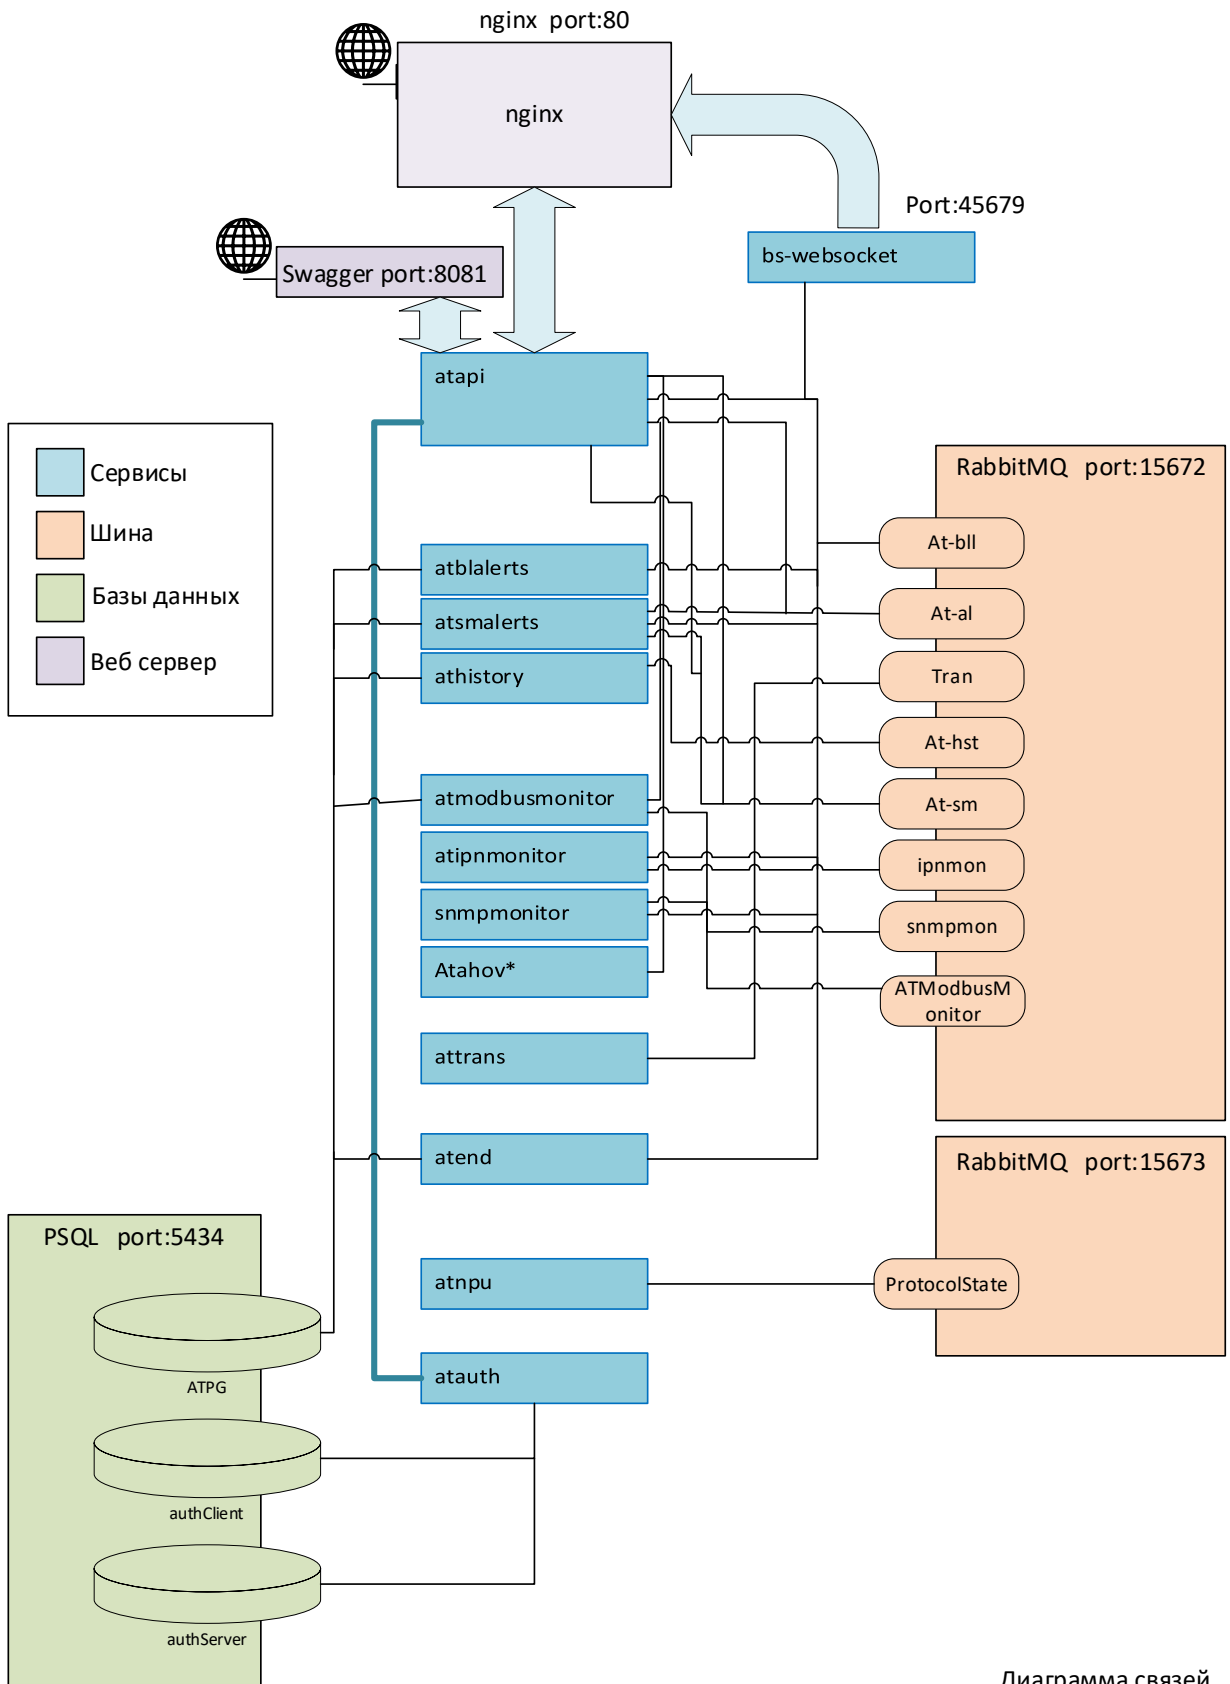 nginx port:80
nginx
Port:45679
bs-websocket
Swagger port:8081
atapi
Сервисы
Шина
Базы данных
Веб сервер
RabbitMQ port:15672
At-bll
At-al
Tran
At-hst
At-sm
ipnmon
snmpmon
ATModbusM
onitor
atblalerts
atsmalerts
athistory
atmodbusmonitor
atipnmonitor
snmpmonitor
Atahov*
attrans
atend
atnpu
atauth
RabbitMQ port:15673
ProtocolState
PSQL port:5434
ATPG
authClient
authServer
Диаграмма связей